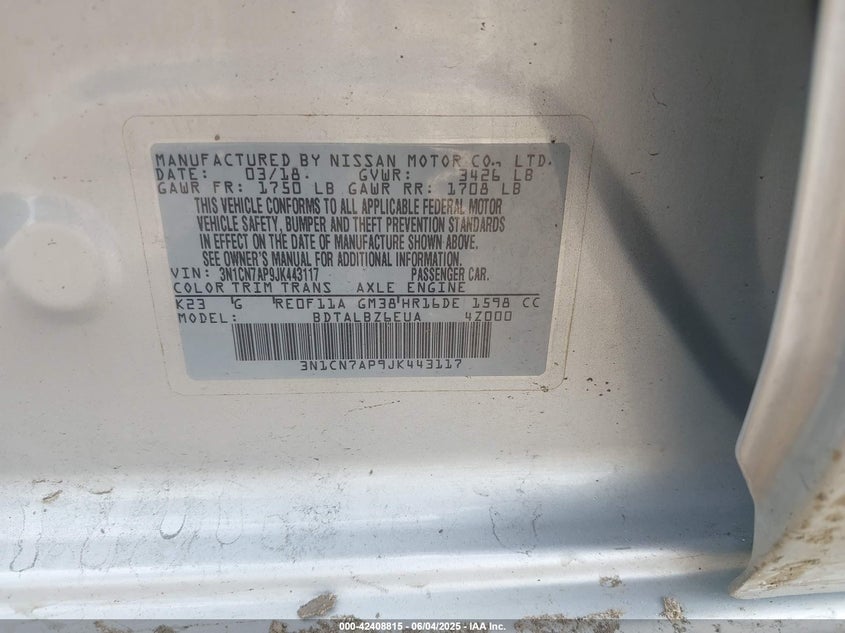 MANUFACTURED BY NISSAN MOTOR CO., LTD.
DATE: 03/18. GVWR: 3426 LB
GAWR FR: 1750 LB GAWR RR: 1708 LB
THIS VEHICLE CONFORMS TO ALL APPLICABLE FEDERAL MOTOR
VEHICLE SAFETY, BUMPER AND THEFT PREVENTION STANDARDS
IN EFFECT ON THE DATE OF MANUFACTURE SHOWN ABOVE.
SEE OWNER'S MANUAL FOR ADDITIONAL INFORMATION.
VIN: 3N1CN7AP9JK443117 PASSENGER CAR.
COLOR TRIM TRANS AXLE ENGINE
K23 G RE0F11A GM38 HR16DE 1598 CC
MODEL: BDTALBZ6EUA 4Z000
3N1CN7AP9JK443117
000-42408815 - 06/04/2025 - IAA Inc.